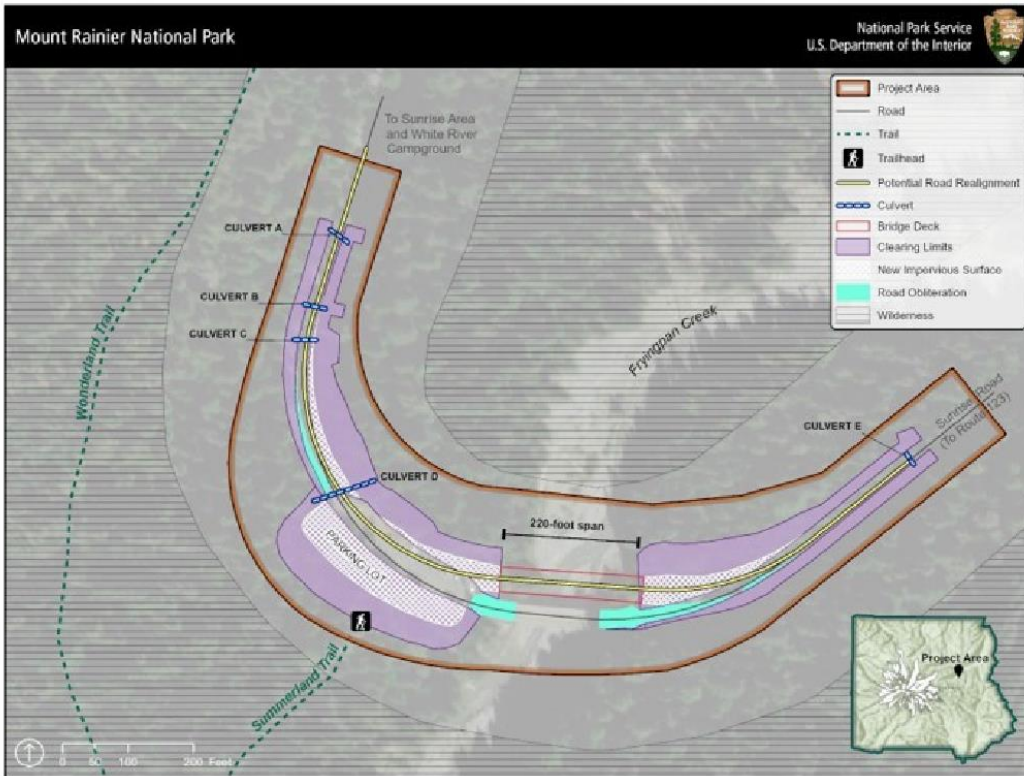 Mount Rainier National Park
National Park Service
U.S. Department of the Interior
Project Area
Road
Trail
Trailhead
Potential Road Realignment
Culvert
Bridge Deck
Clearing Limits
New Impervious Surface
Road Obliteration
Wilderness
To Sunrise Area
and White River
Campground
CULVERT A
CULVERT B
CULVERT C
Wonderland Trail
Fryingpan Creek
Sunrise Road
(To Route 123)
CULVERT E
CULVERT D
220-foot span
PARKING LOT
Summerland Trail
Project Area
0 50 100 200 Feet